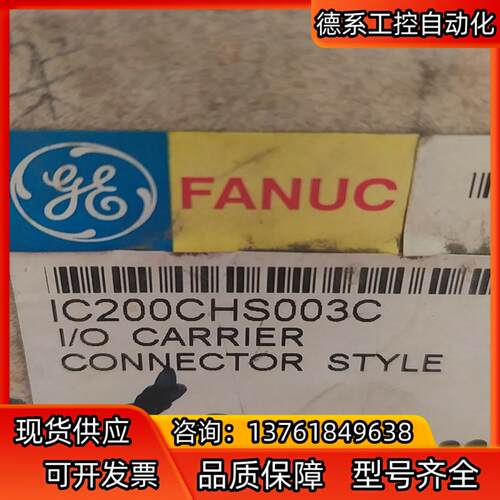 德系工控自动化
GE FANUC
IC200CHS003C
I/O CARRIER
CONNECTOR STYLE
现货供应 咨询：13761849638
可开发票 品质保障 型号齐全